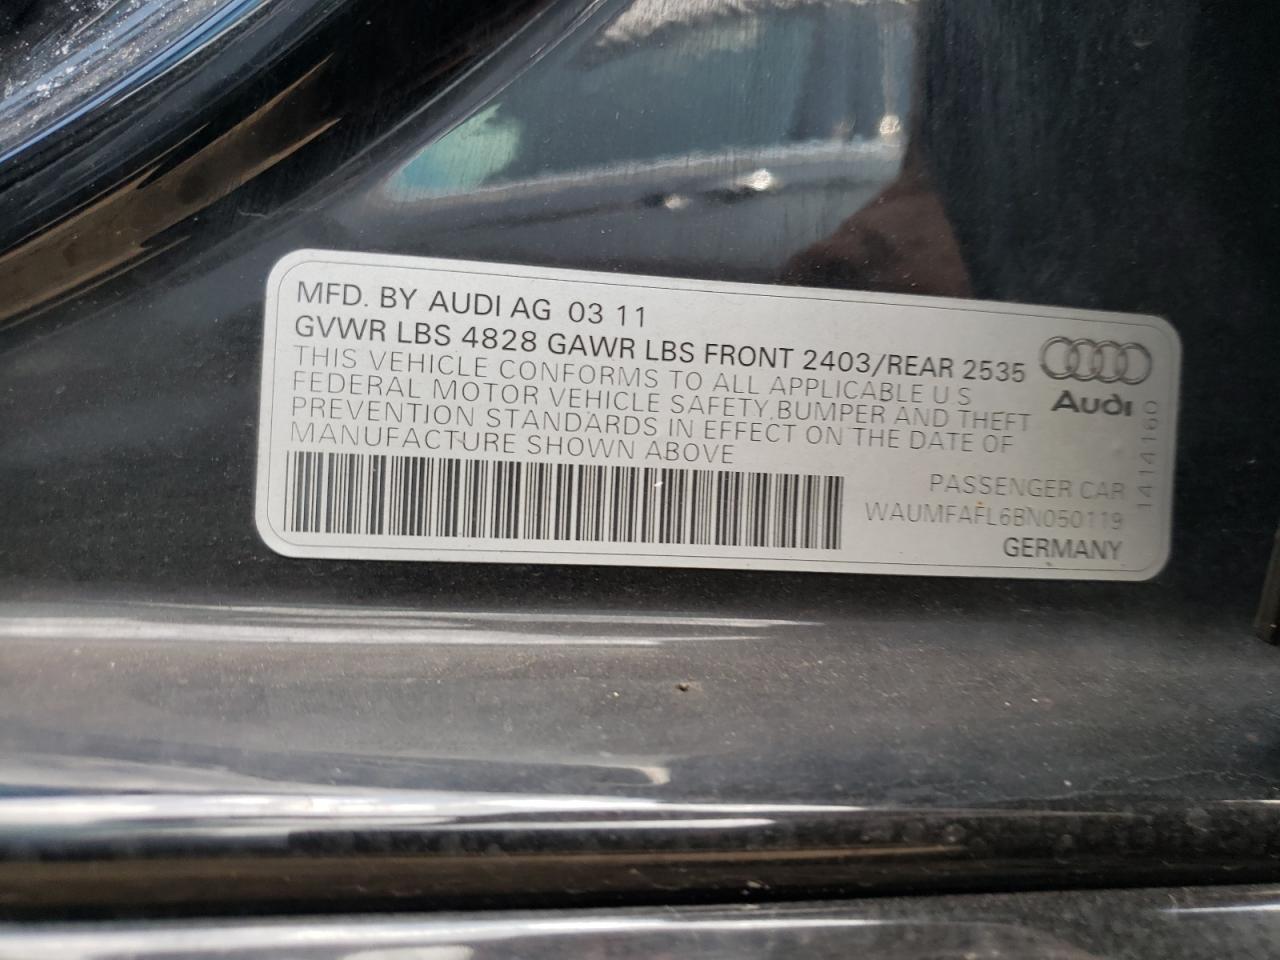 MFD. BY AUDI AG 03 11
GVWR LBS 4828 GAWR LBS FRONT 2403/REAR 2535
THIS VEHICLE CONFORMS TO ALL APPLICABLE U S
FEDERAL MOTOR VEHICLE SAFETY,BUMPER AND THEFT
PREVENTION STANDARDS IN EFFECT ON THE DATE OF
MANUFACTURE SHOWN ABOVE
Audi
1414160
PASSENGER CAR
WAUMFAFL6BN050119
GERMANY